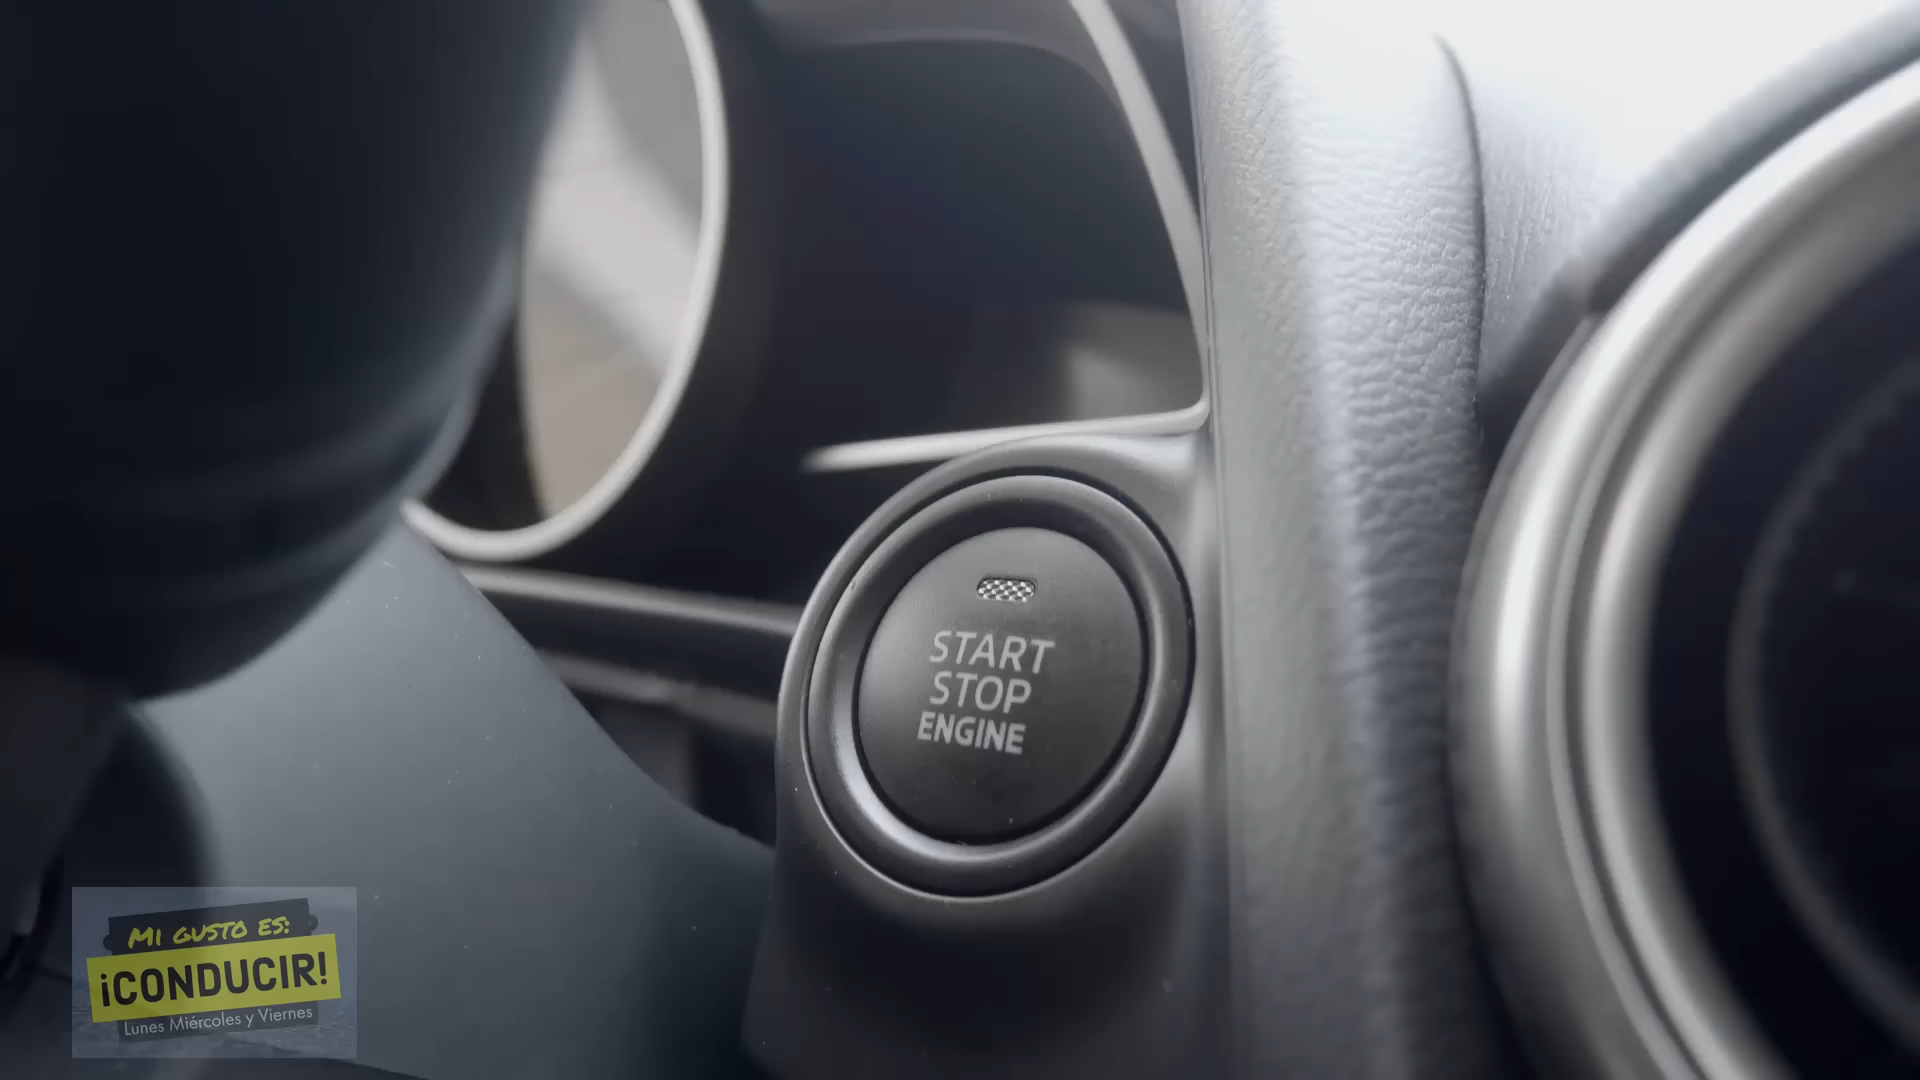 START
STOP
ENGINE
Mi GUSTO ES:
¡CONDUCIR!
Lunes Miércoles y Viernes